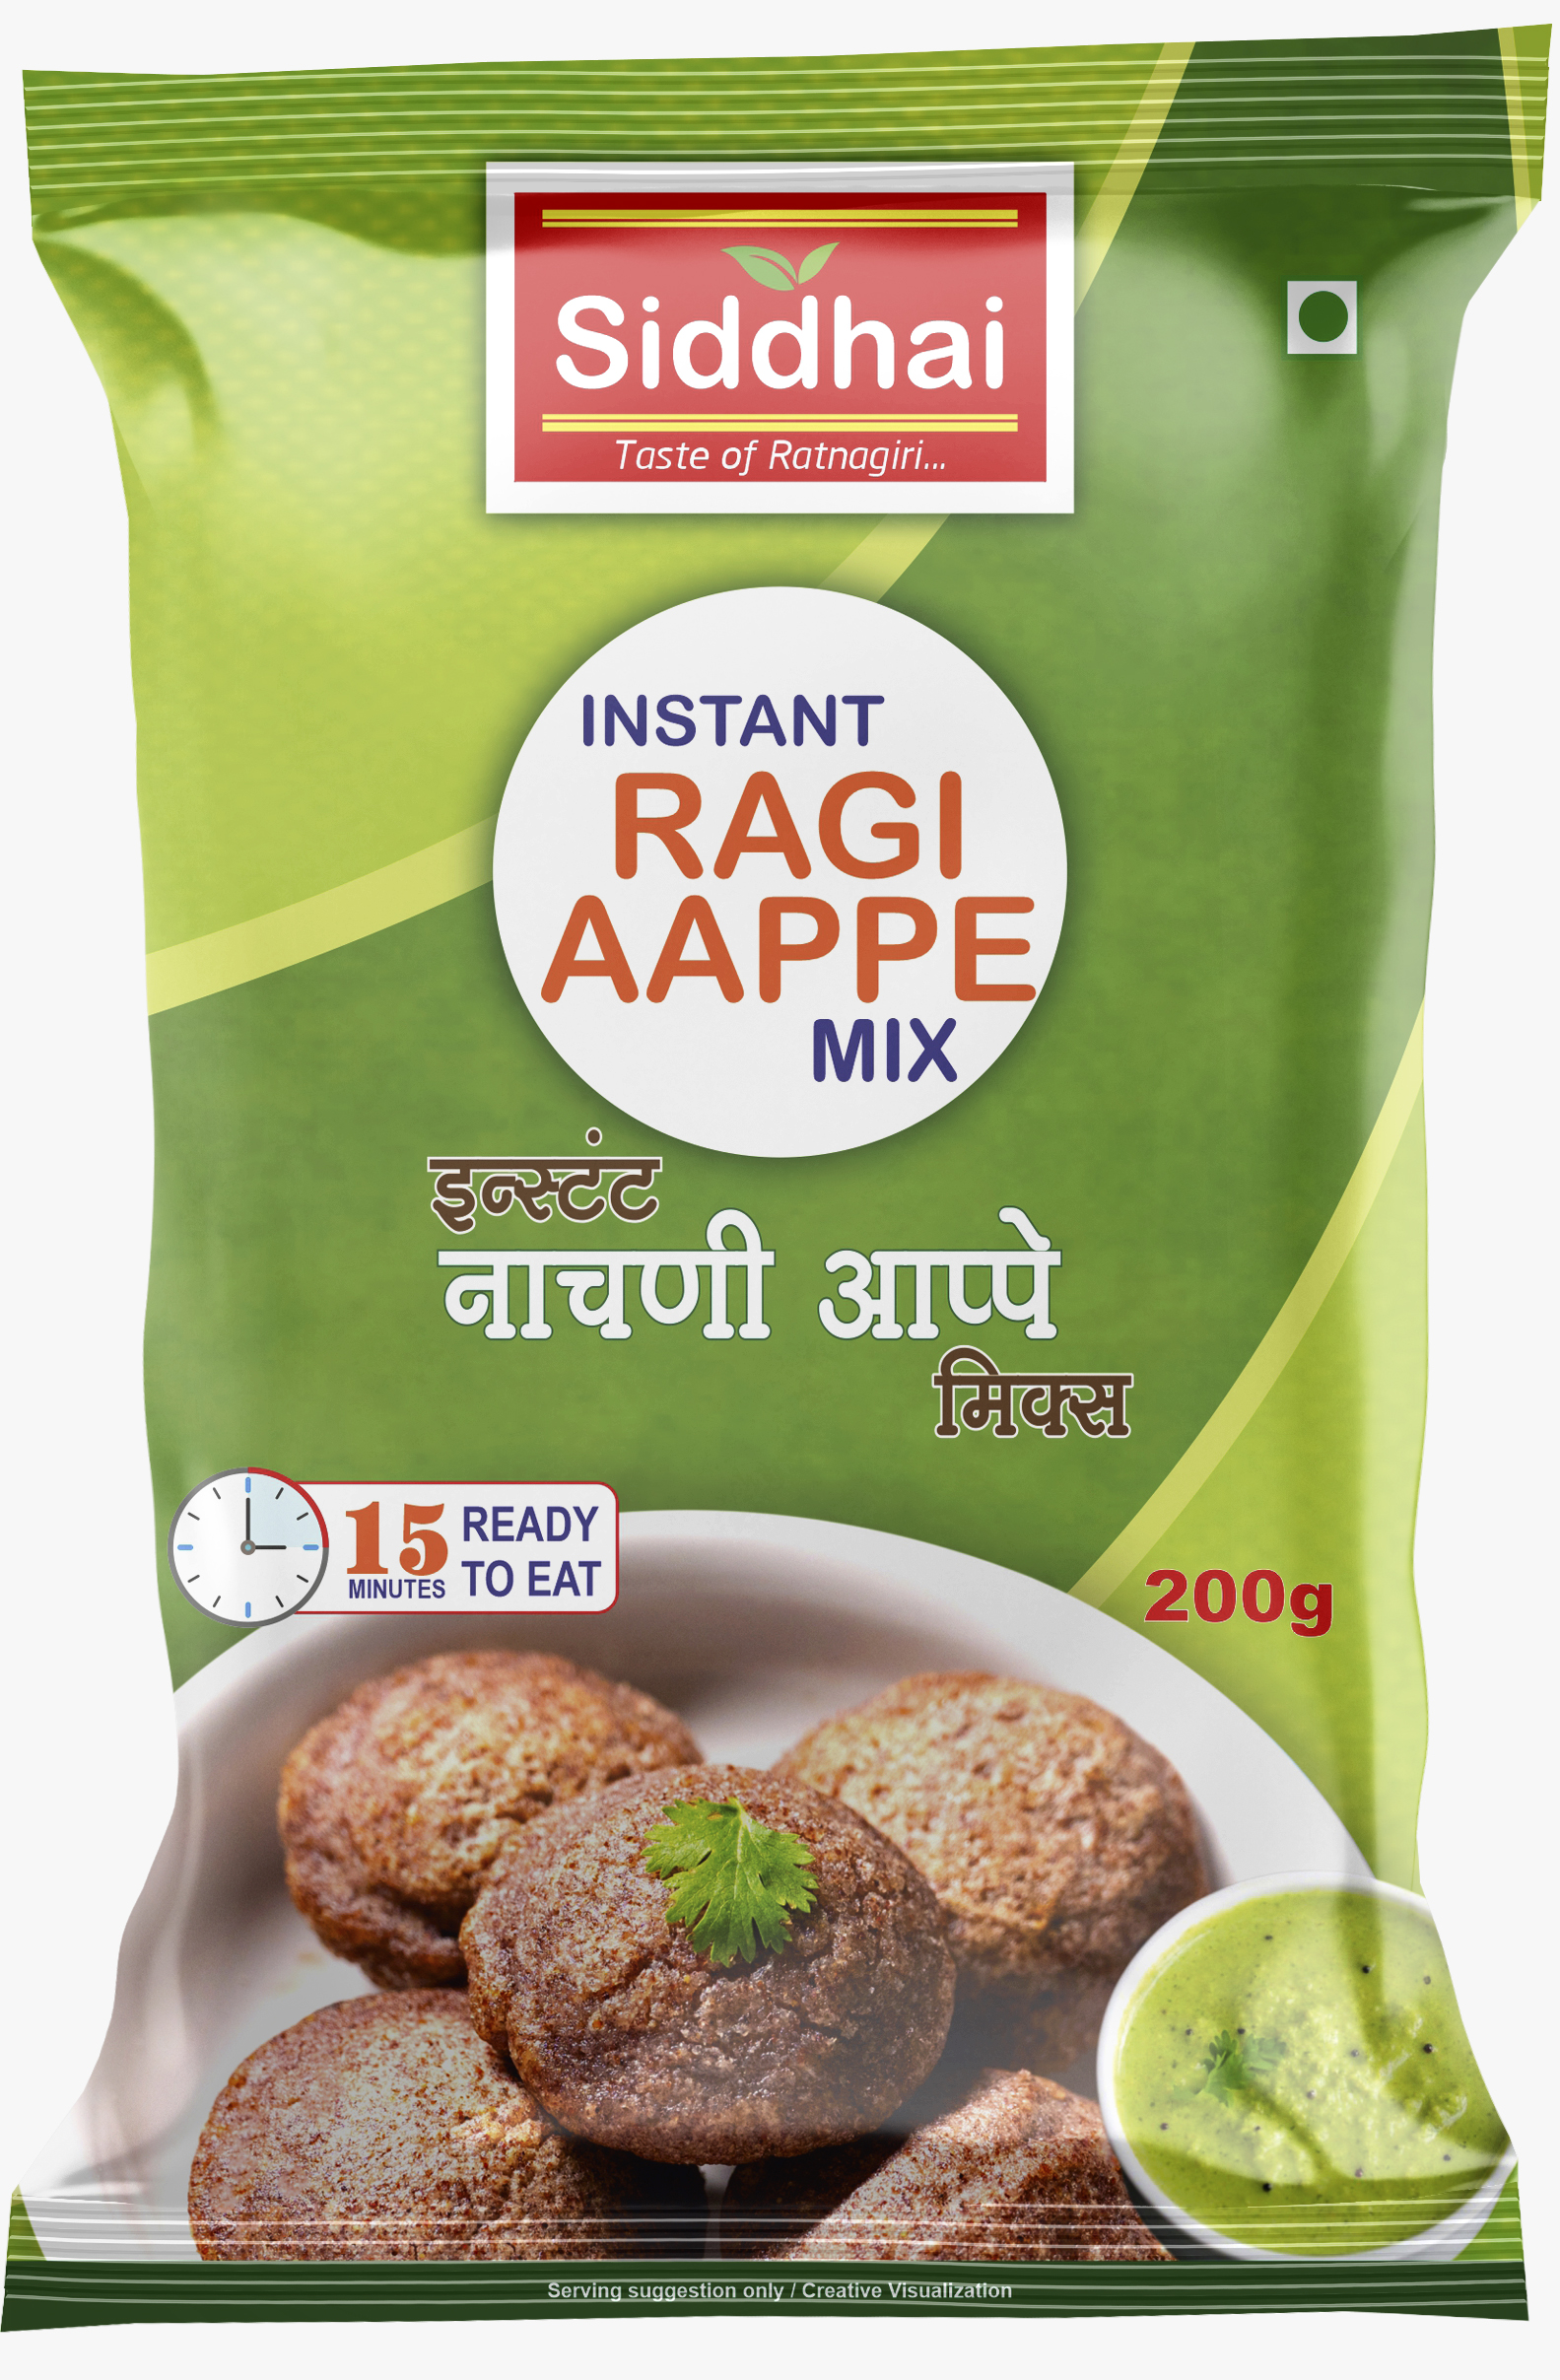 Siddhai
Taste of Ratnagiri...
INSTANT
RAGI
AAPPE
MIX
इन्स्टंट
नाचणी आप्पे
मिक्स
15 MINUTES READY TO EAT
200g
Serving suggestion only / Creative Visualization